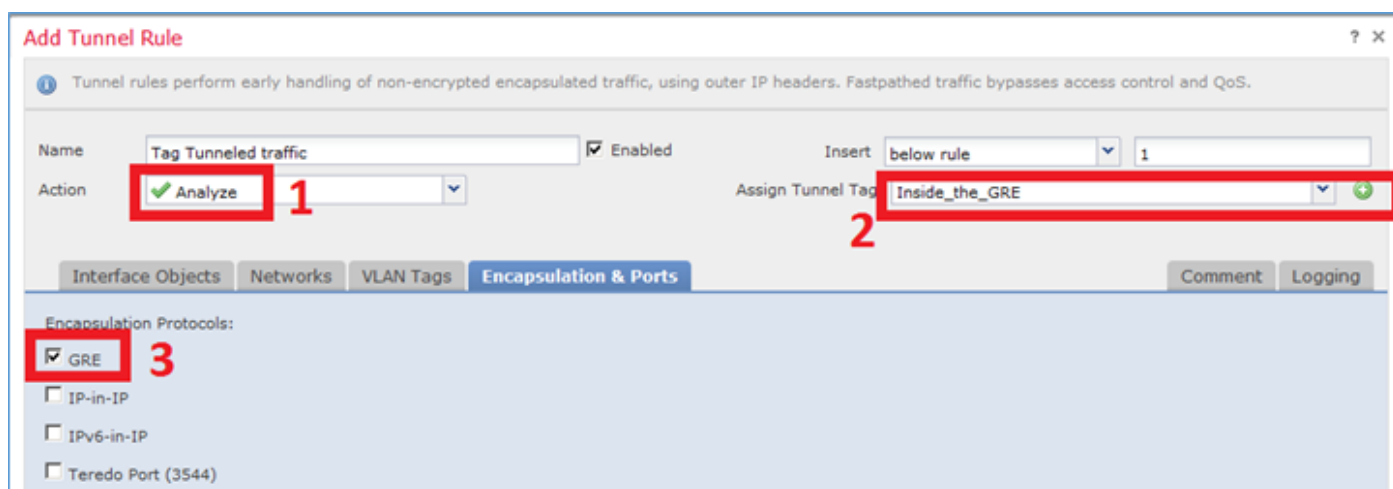 Add Tunnel Rule ? X
Tunnel rules perform early handling of non-encrypted encapsulated traffic, using outer IP headers. Fastpathed traffic bypasses access control and QoS.
Name Tag Tunneled traffic Enabled Insert below rule 1
Action Analyze 1 Assign Tunnel Tag Inside_the_GRE
2
Interface Objects Networks VLAN Tags Encapsulation & Ports Comment Logging
Encapsulation Protocols:
GRE 3
IP-in-IP
IPv6-in-IP
Teredo Port (3544)